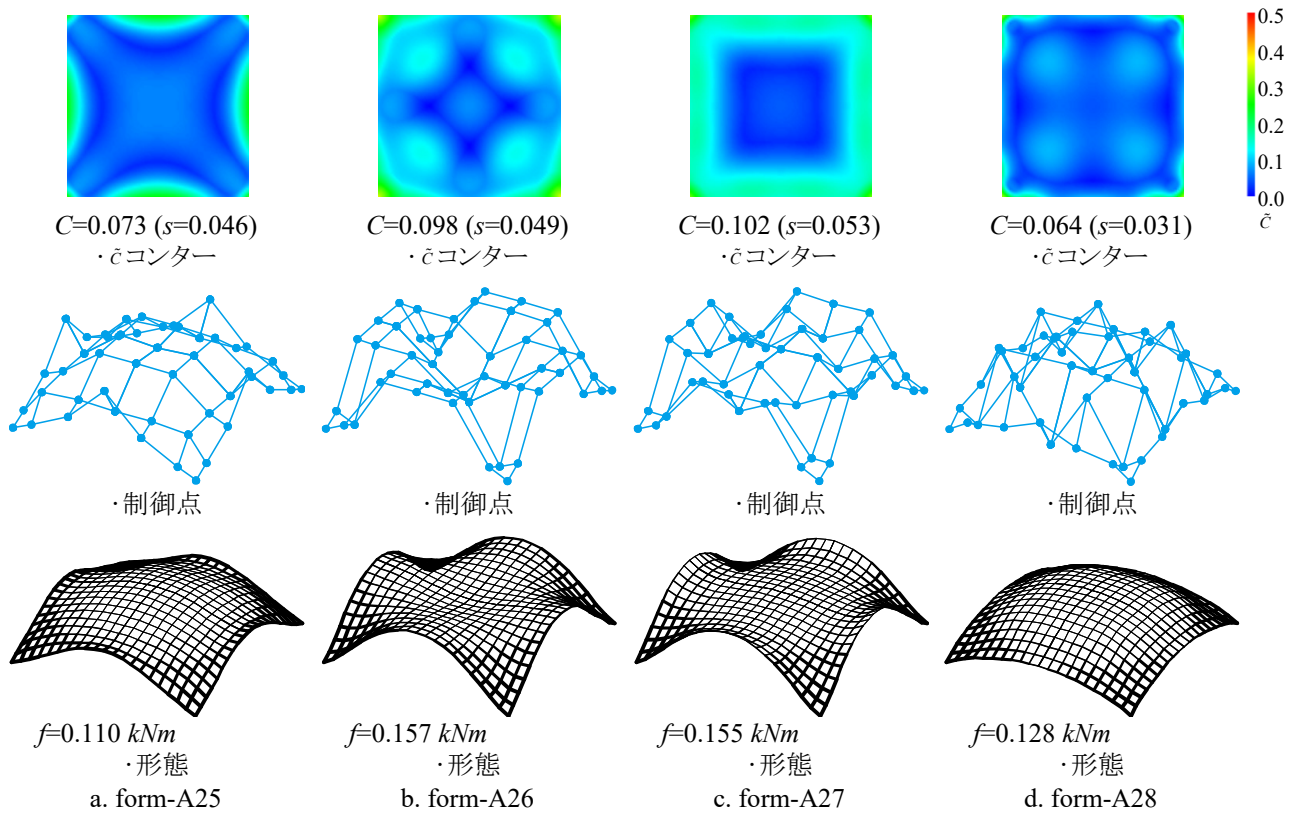 0.5
0.4
0.3
0.2
0.1
0.0
c̃
C=0.073 (s=0.046)
C=0.098 (s=0.049)
C=0.102 (s=0.053)
C=0.064 (s=0.031)
・c̃コンター
・c̃コンター
・c̃コンター
・c̃コンター
・制御点
・制御点
・制御点
・制御点
f=0.110 kNm
f=0.157 kNm
f=0.155 kNm
f=0.128 kNm
・形態
・形態
・形態
・形態
a. form-A25
b. form-A26
c. form-A27
d. form-A28